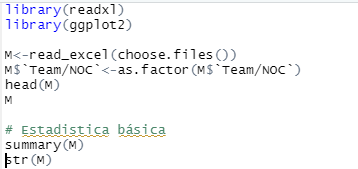 library(readxl)
library(ggplot2)
M<-read_excel(choose.files())
M$`Team/NOC`<-as.factor(M$`Team/NOC`)
head(M)
M
# Estadistica básica
summary(M)
str(M)